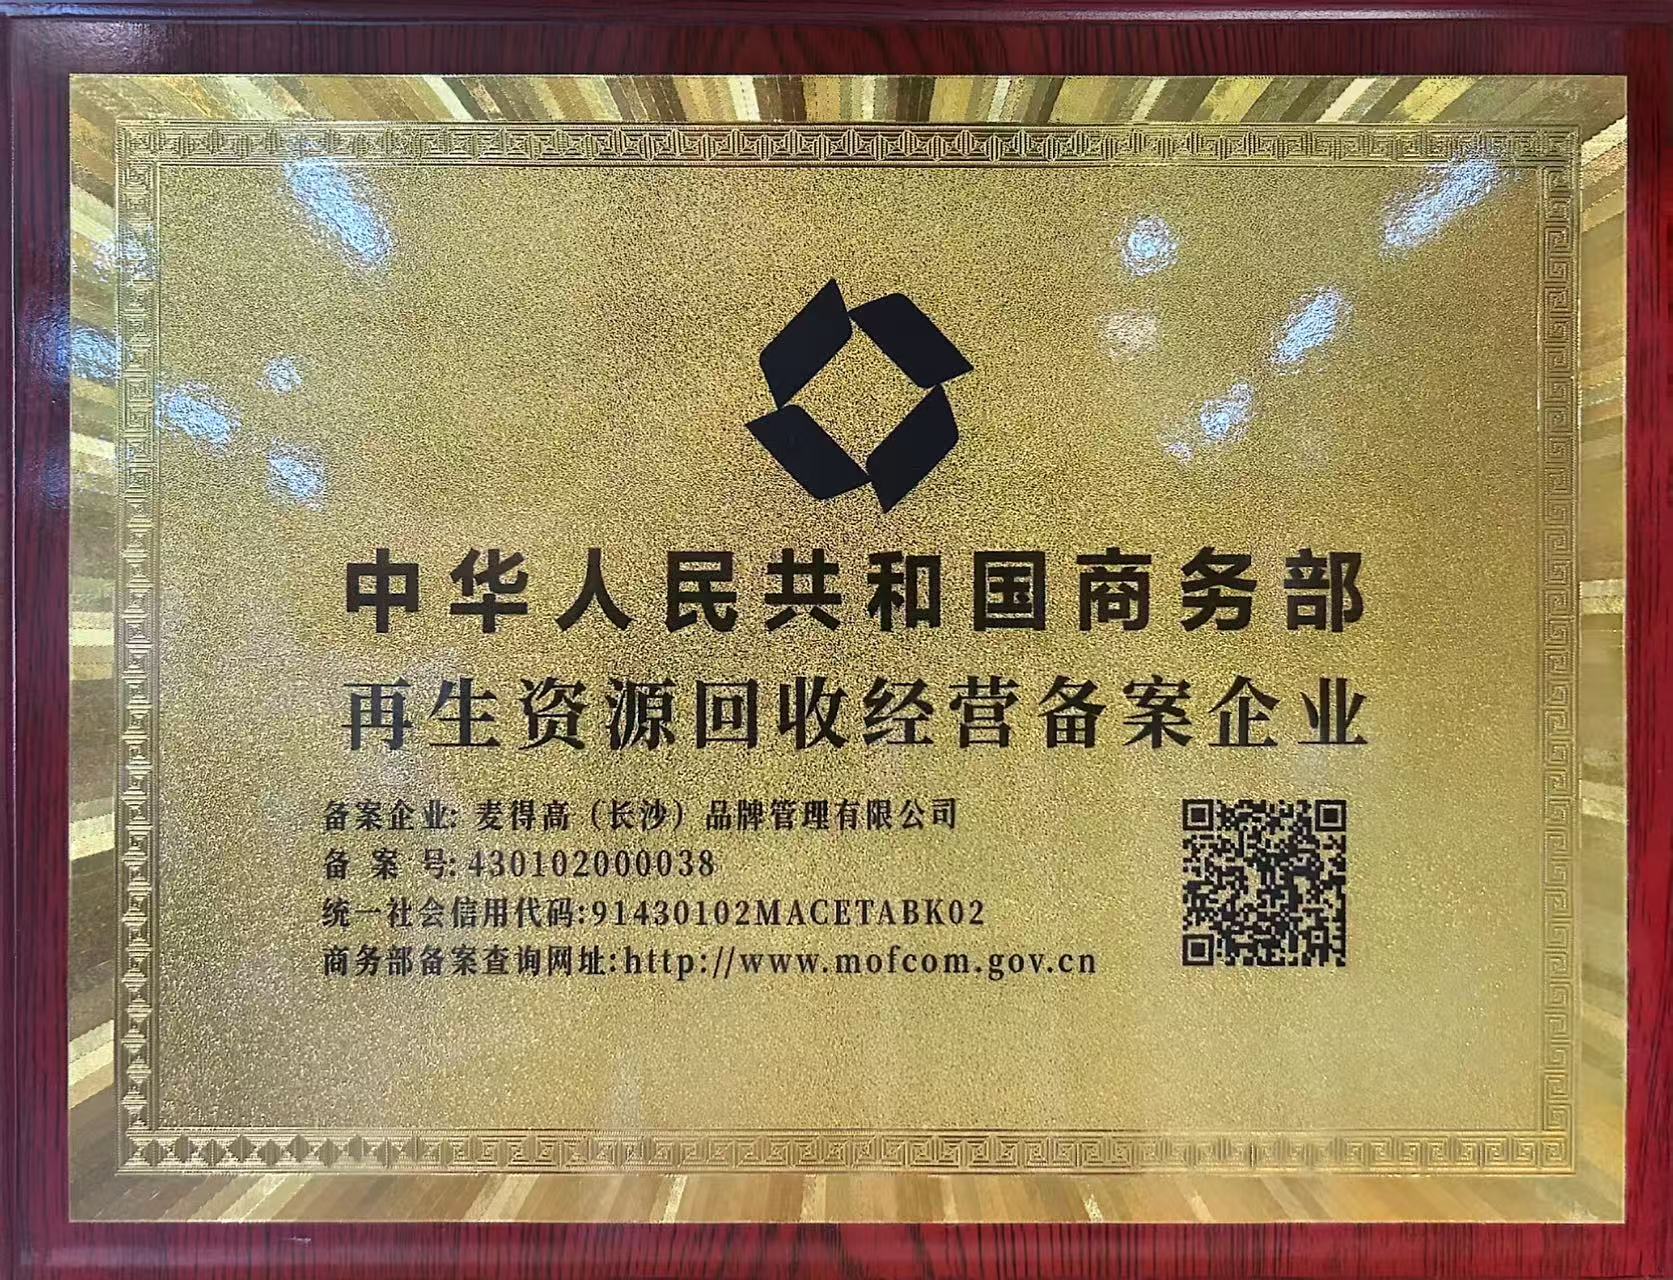 中华人民共和国商务部
再生资源回收经营备案企业
备案企业: 麦得高（长沙）品牌管理有限公司
备 案 号: 430102000038
统一社会信用代码:91430102MACETABK02
商务部备案查询网址:http://www.mofcom.gov.cn